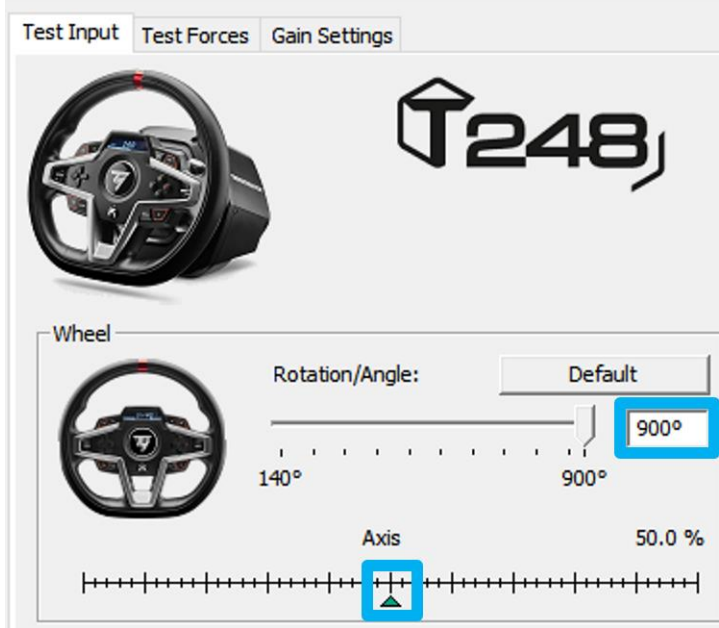 Test Input Test Forces Gain Settings
T248
Wheel
Rotation/Angle: Default
900°
140° 900°
Axis 50.0 %